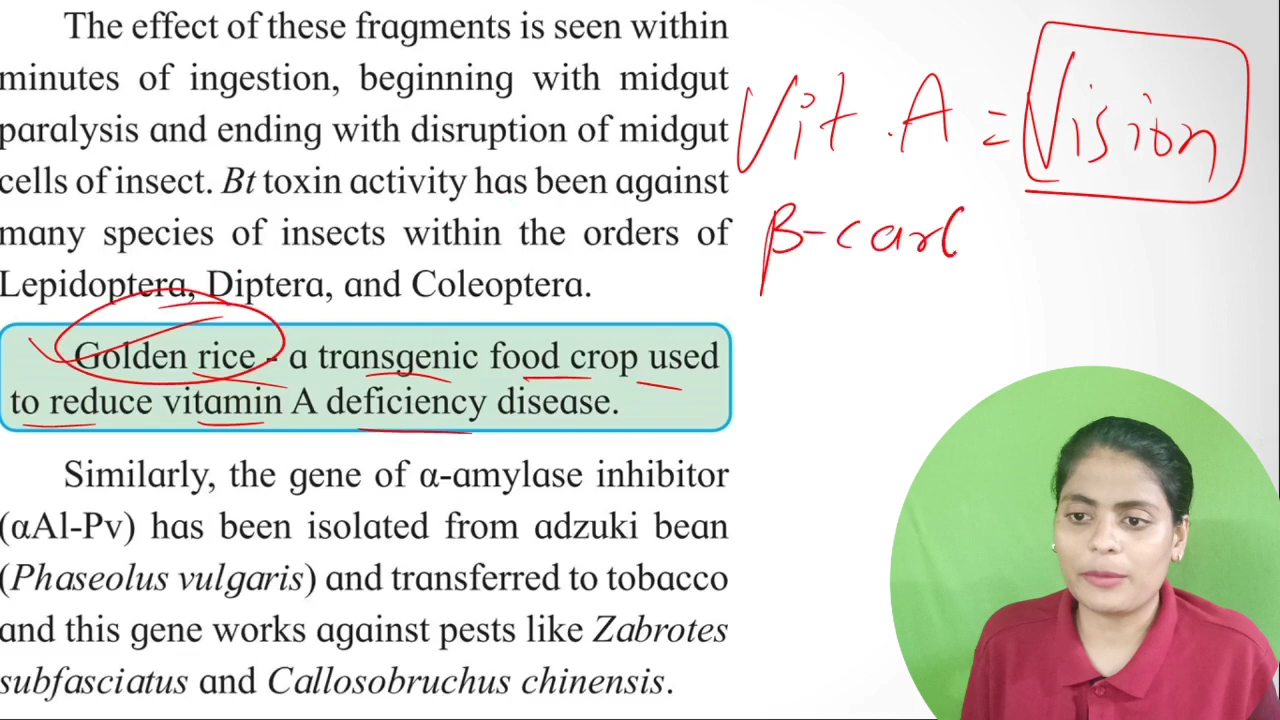 The effect of these fragments is seen within
minutes of ingestion, beginning with midgut
paralysis and ending with disruption of midgut
cells of insect. Bt toxin activity has been against
many species of insects within the orders of
Lepidoptera, Diptera, and Coleoptera.
Golden rice - a transgenic food crop used
to reduce vitamin A deficiency disease.
Similarly, the gene of α-amylase inhibitor
(αAl-Pv) has been isolated from adzuki bean
(Phaseolus vulgaris) and transferred to tobacco
and this gene works against pests like Zabrotes
subfasciatus and Callosobruchus chinensis.
Vit. A = Vision
β-carc